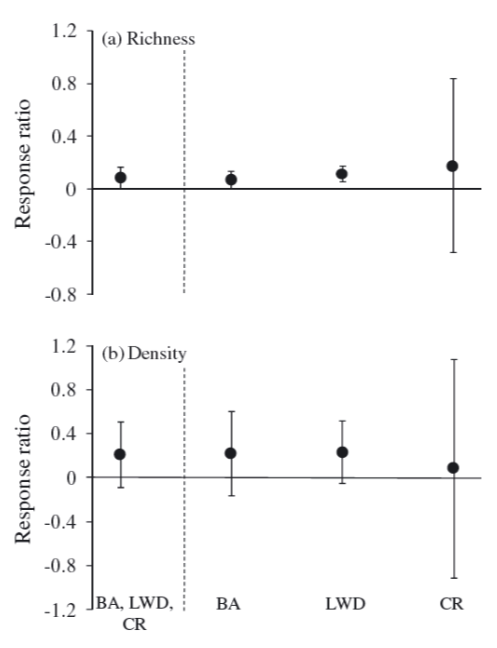 (a) Richness
Response ratio
1.2
0.8
0.4
0
-0.4
-0.8
(b) Density
Response ratio
1.2
0.8
0.4
0
-0.4
-0.8
-1.2
BA, LWD, CR
BA
LWD
CR